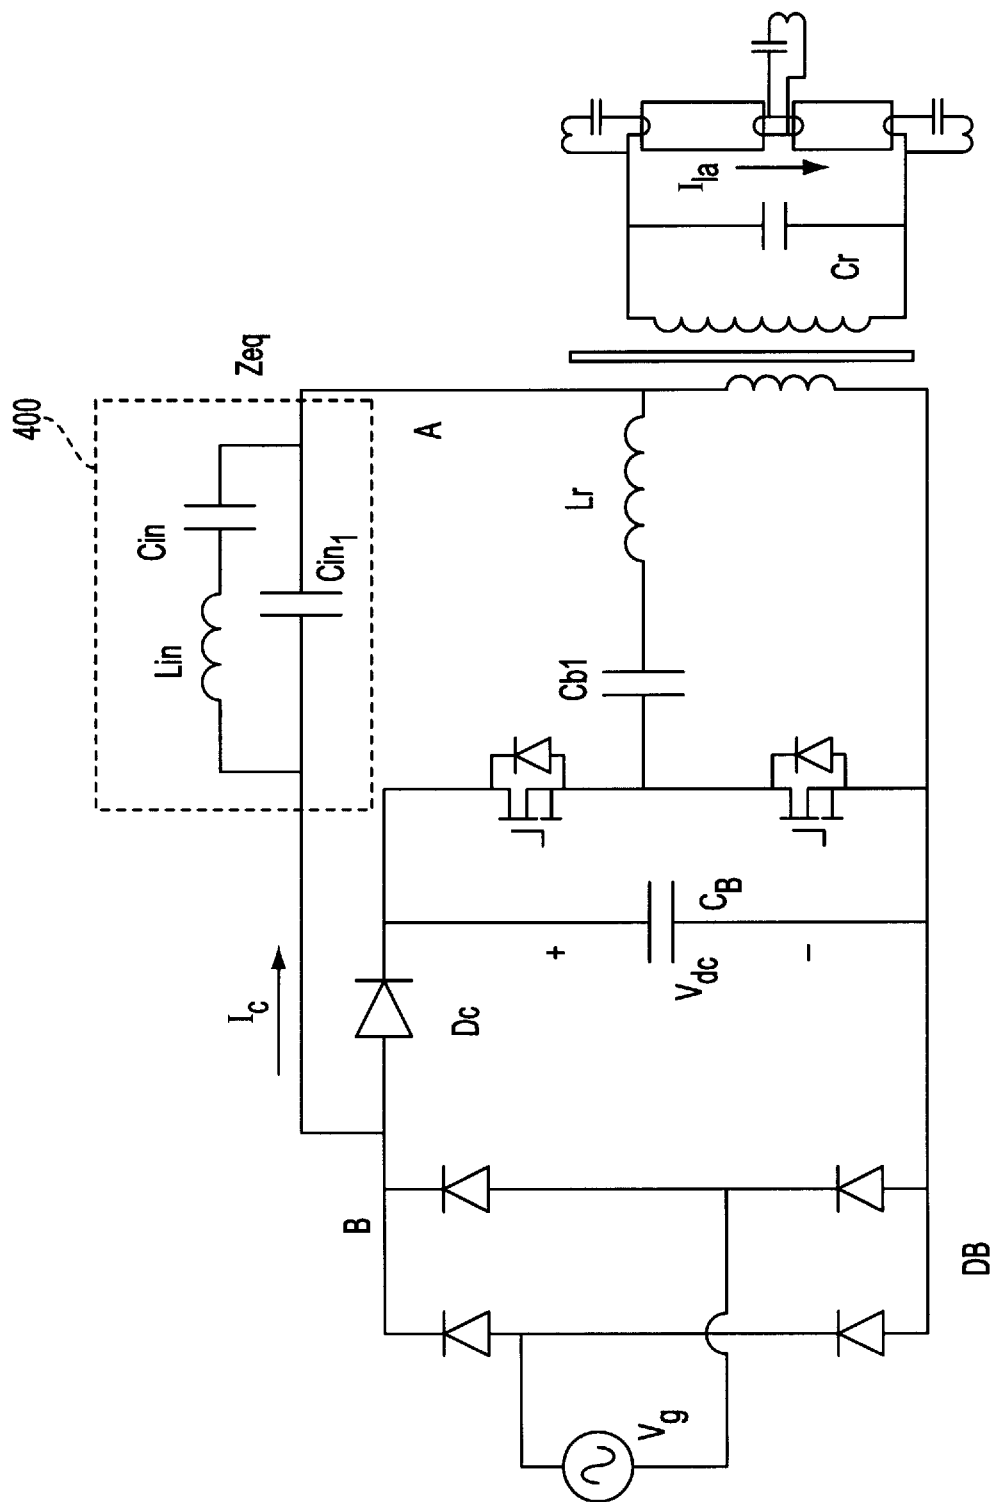 400
Zeq
Cin
Lin
Cin1
A
Lr
Cb1
Ic
Dc
+
Vdc
−
CB
B
DB
Vg
Cr
Ila